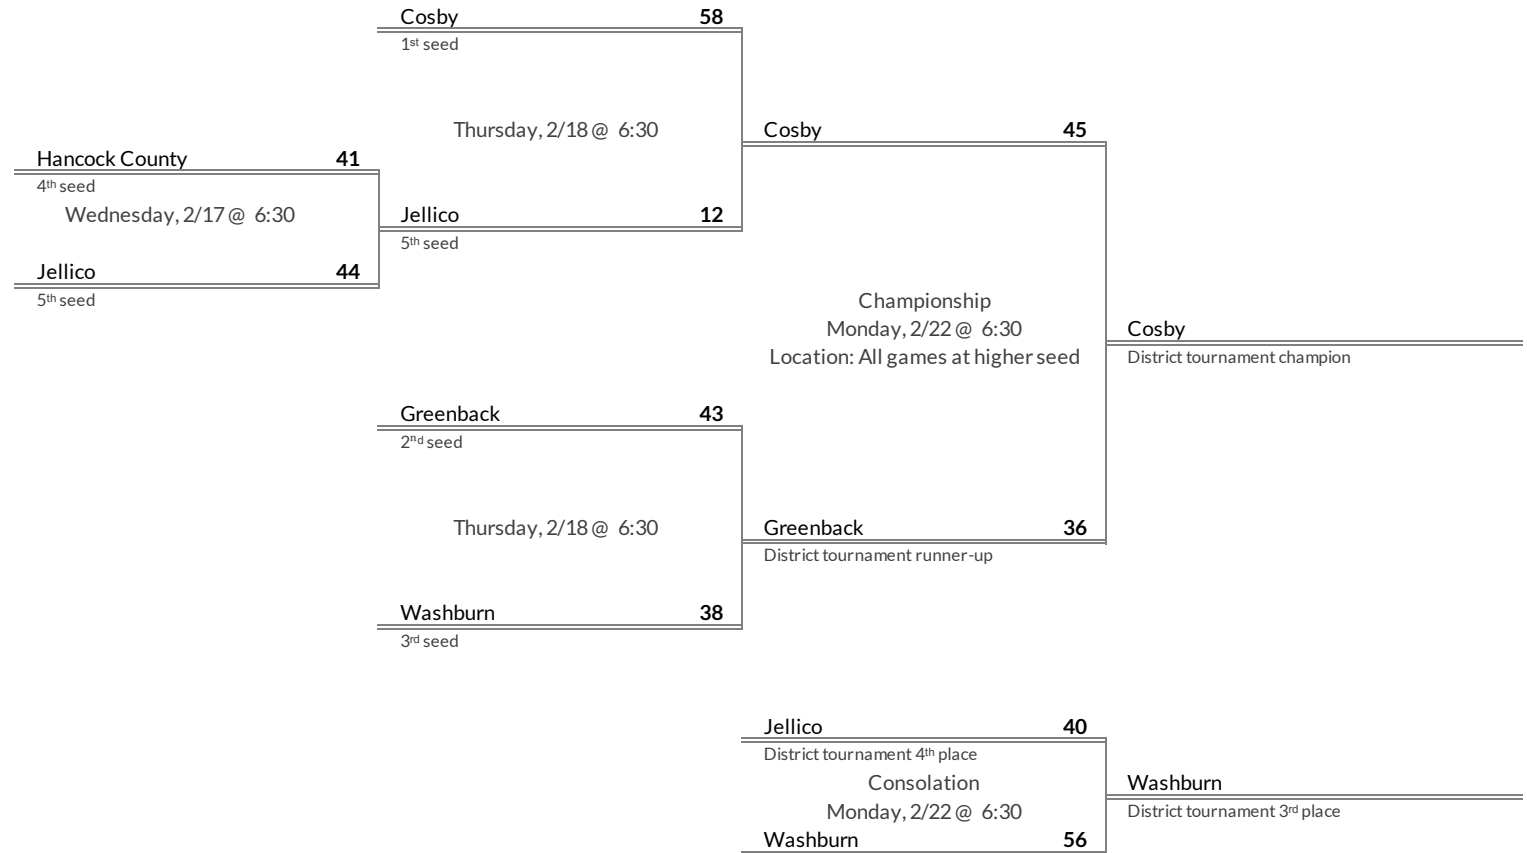 Cosby 58
1st seed
Thursday, 2/18 @ 6:30
Cosby 45
Hancock County 41
4th seed
Wednesday, 2/17 @ 6:30
Jellico 12
5th seed
Jellico 44
5th seed
Championship
Monday, 2/22 @ 6:30
Location: All games at higher seed
Cosby
District tournament champion
Greenback 43
2nd seed
Thursday, 2/18 @ 6:30
Greenback 36
District tournament runner-up
Washburn 38
3rd seed
Jellico 40
District tournament 4th place
Consolation
Monday, 2/22 @ 6:30
Washburn 56
Washburn
District tournament 3rd place